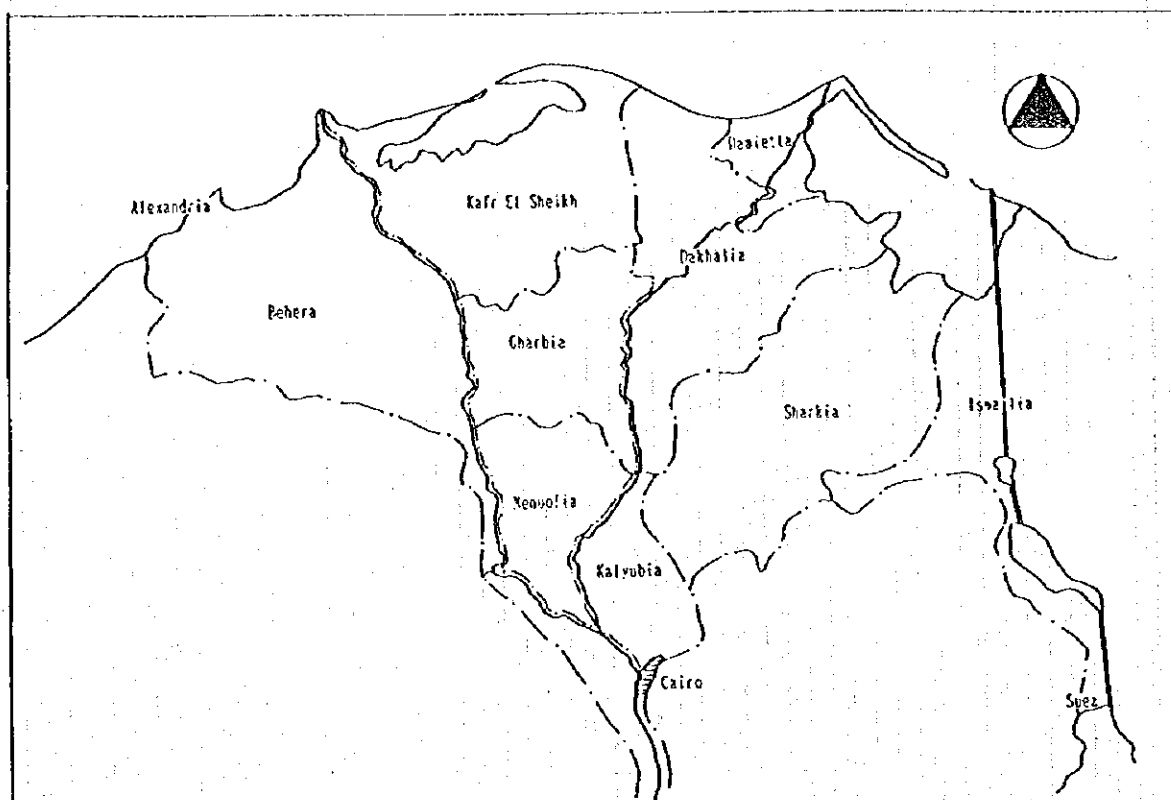 Damietta
Alexandria
Kafr El Sheikh
Dakhalia
Behera
Gharbia
Sharkia
Ismailia
Menoufia
Kalyubia
Cairo
Suez